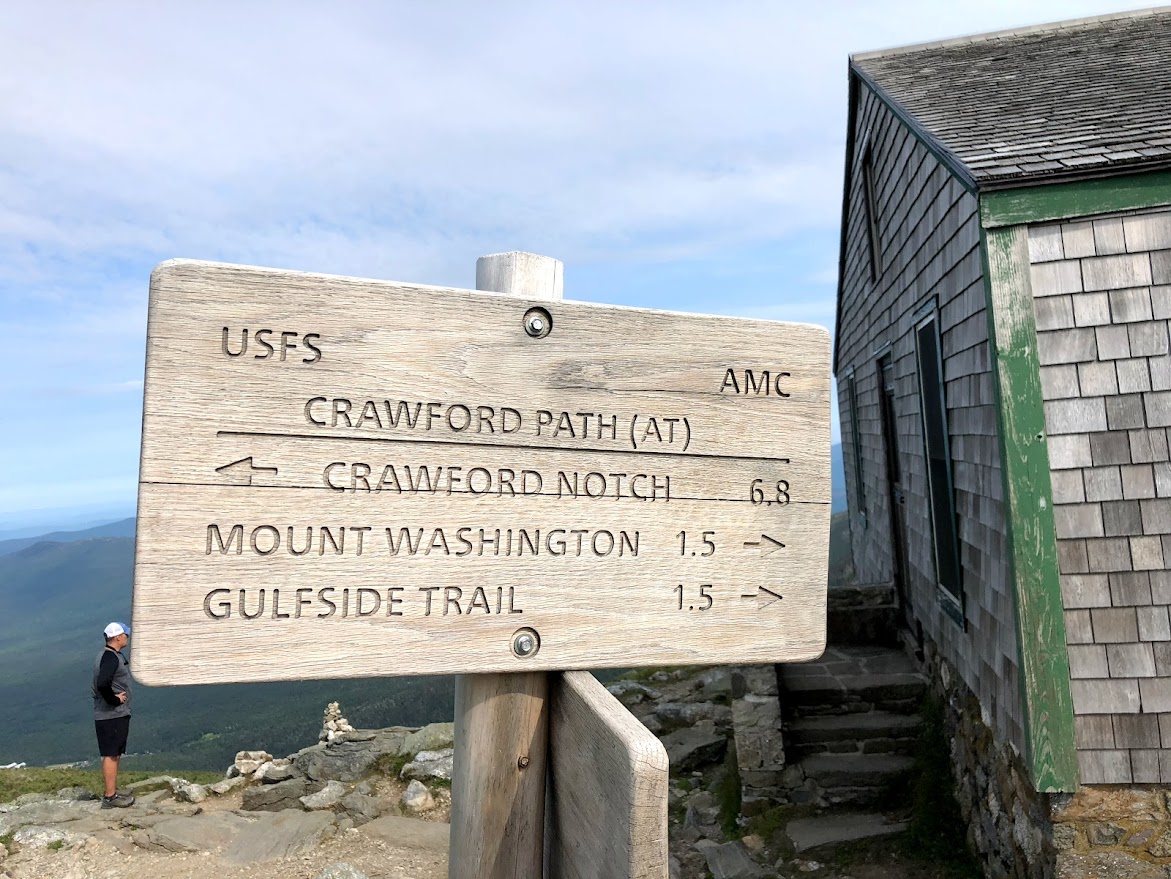 USFS
AMC
CRAWFORD PATH (AT)
← CRAWFORD NOTCH 6.8
MOUNT WASHINGTON 1.5 →
GULFSIDE TRAIL 1.5 →